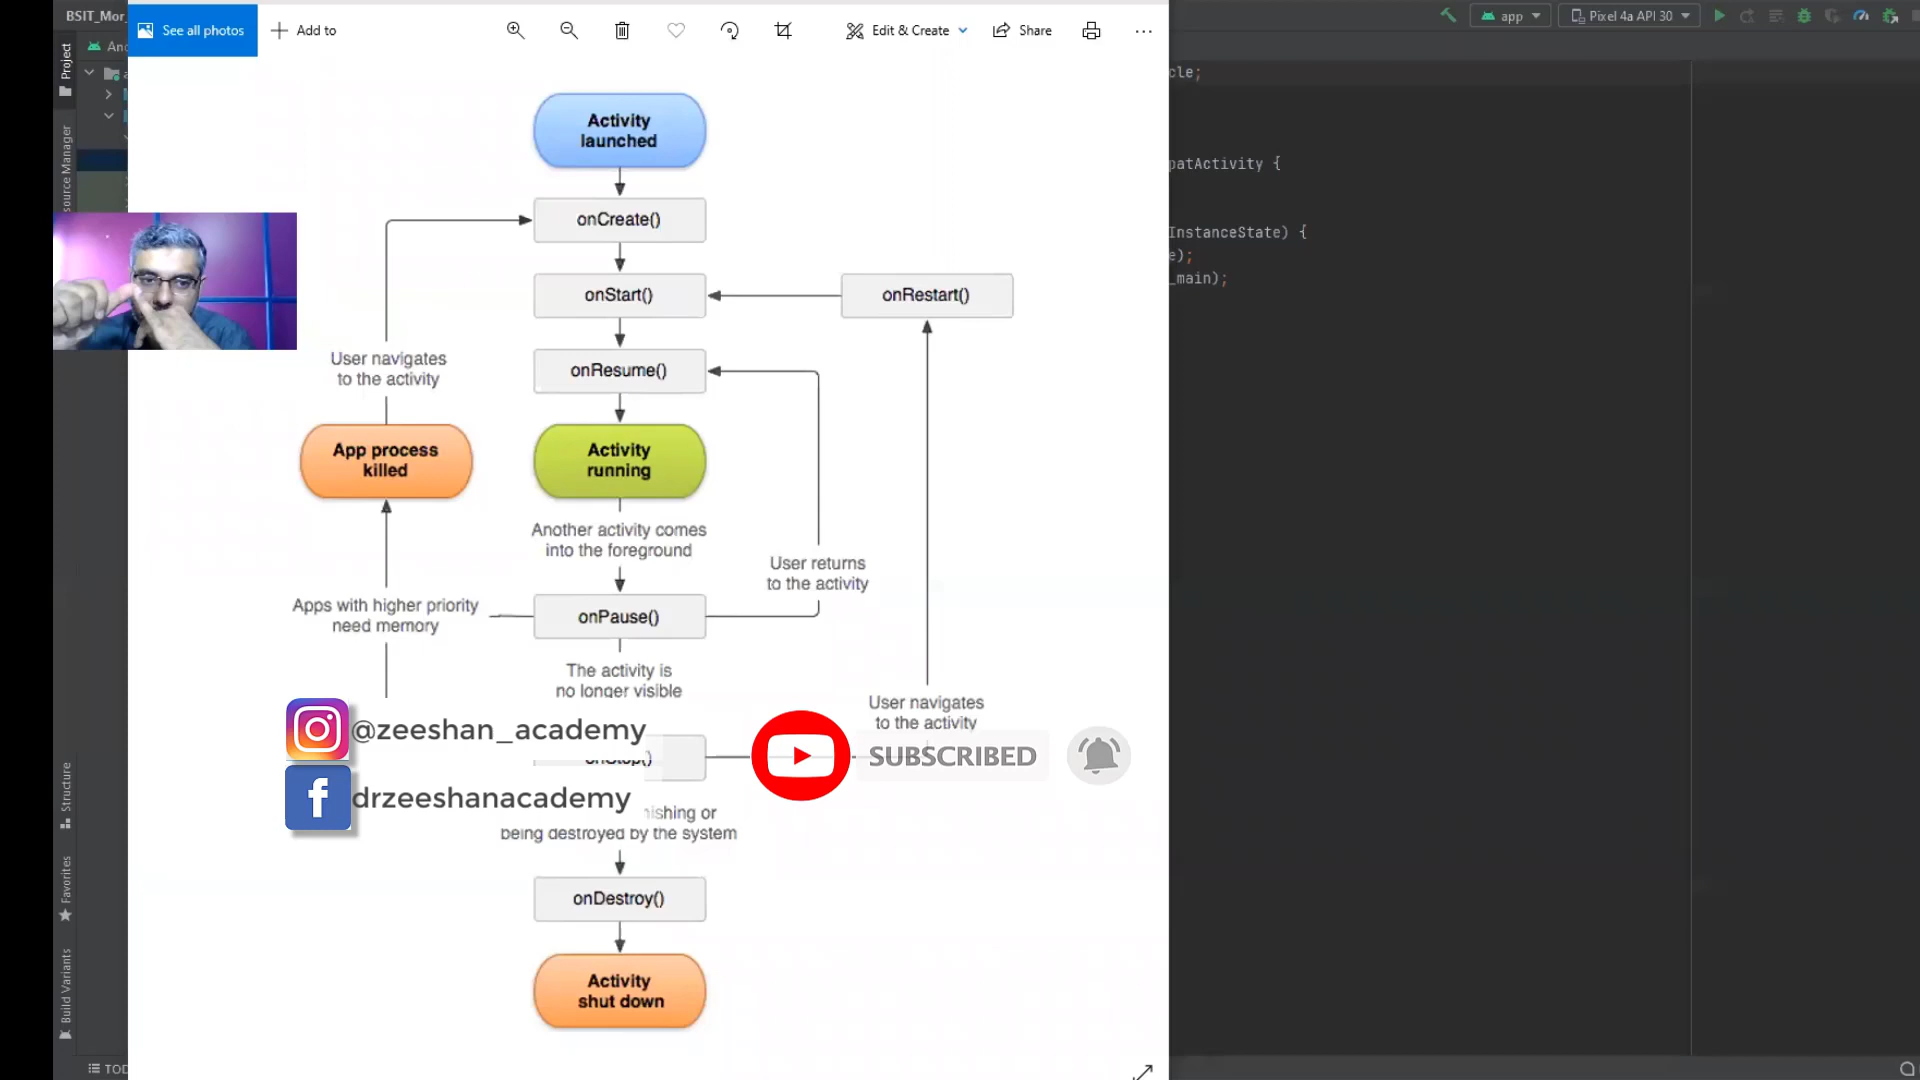 BSIT_Mor
See all photos
Add to
Edit & Create
Share
app
Pixel 4a API 30
Project
Resource Manager
Structure
Favorites
Build Variants
cle;
patActivity {
InstanceState) {
e);
_main);
Activity
launched
onCreate()
onStart()
onRestart()
onResume()
User navigates
to the activity
App process
killed
Activity
running
Another activity comes
into the foreground
User returns
to the activity
Apps with higher priority
need memory
onPause()
The activity is
no longer visible
User navigates
to the activity
@zeeshan_academy
SUBSCRIBED
onStop()
drzeeshanacademy
nishing or
being destroyed by the system
onDestroy()
Activity
shut down